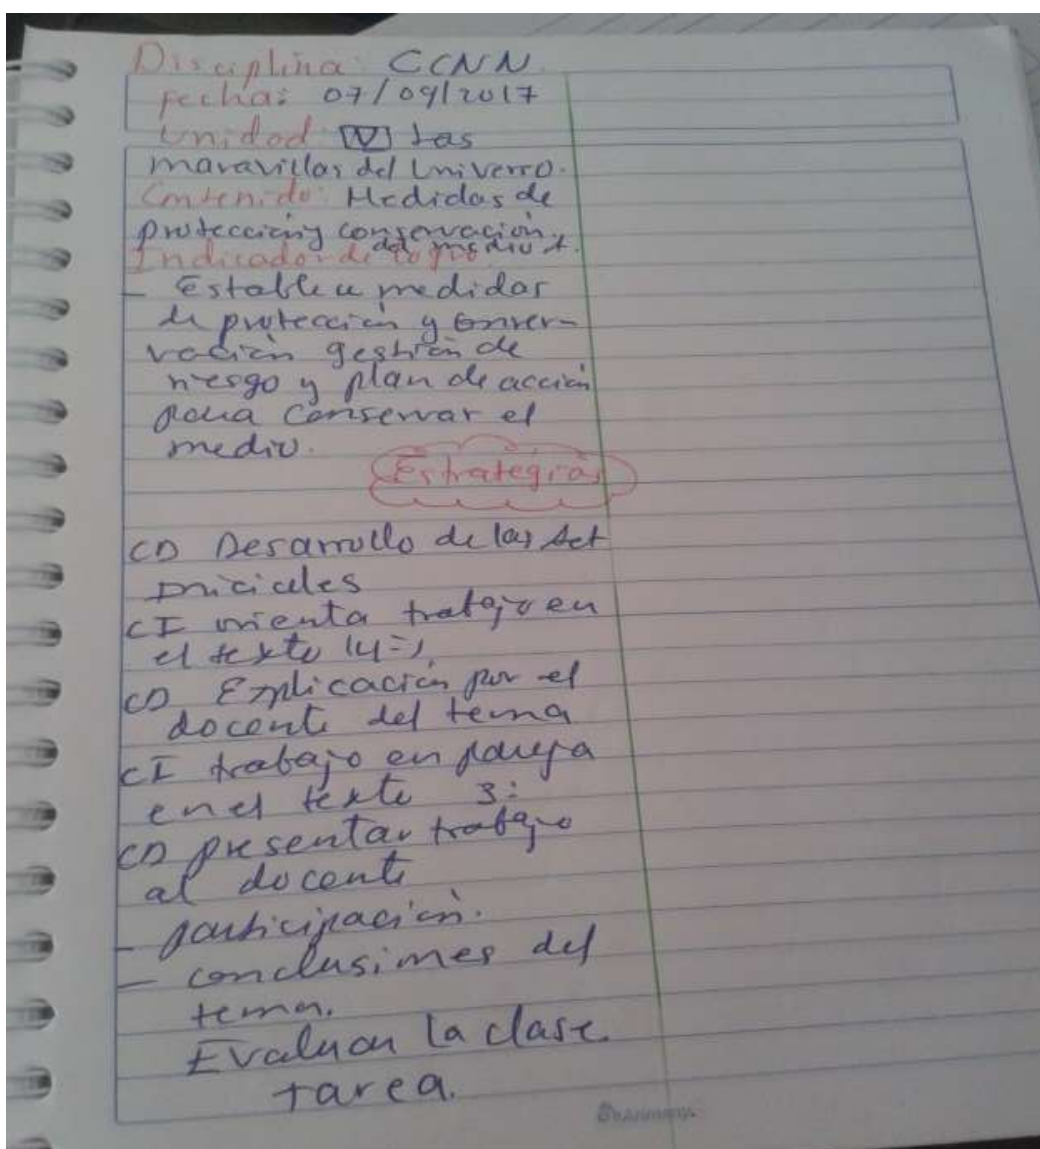 Disciplina: CCNN
fecha: 07/09/2017
Unidad: IV Las
maravillas del Universo.
Contenido: Medidas de
protección y conservación
del medio A.
Indicador de logro
- Establece medidas
de protección y conser-
vación gestión de
riesgo y plan de acción
para conservar el
medio.
Estrategias
CD Desarrollo de las Act
Iniciales
CI orienta trabajo en
el texto
CD Explicación por el
docente del tema
CI trabajo en pareja
en el texto 3:
CD presentar trabajo
al docente
- participación.
- conclusiones del
tema.
Evaluan la clase.
tarea.